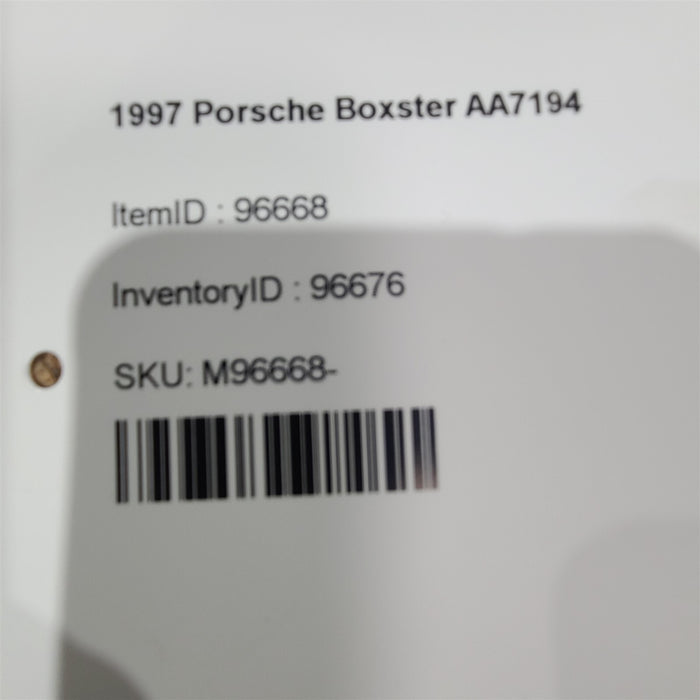 1997 Porsche Boxster AA7194
ItemID : 96668
InventoryID : 96676
SKU: M96668-